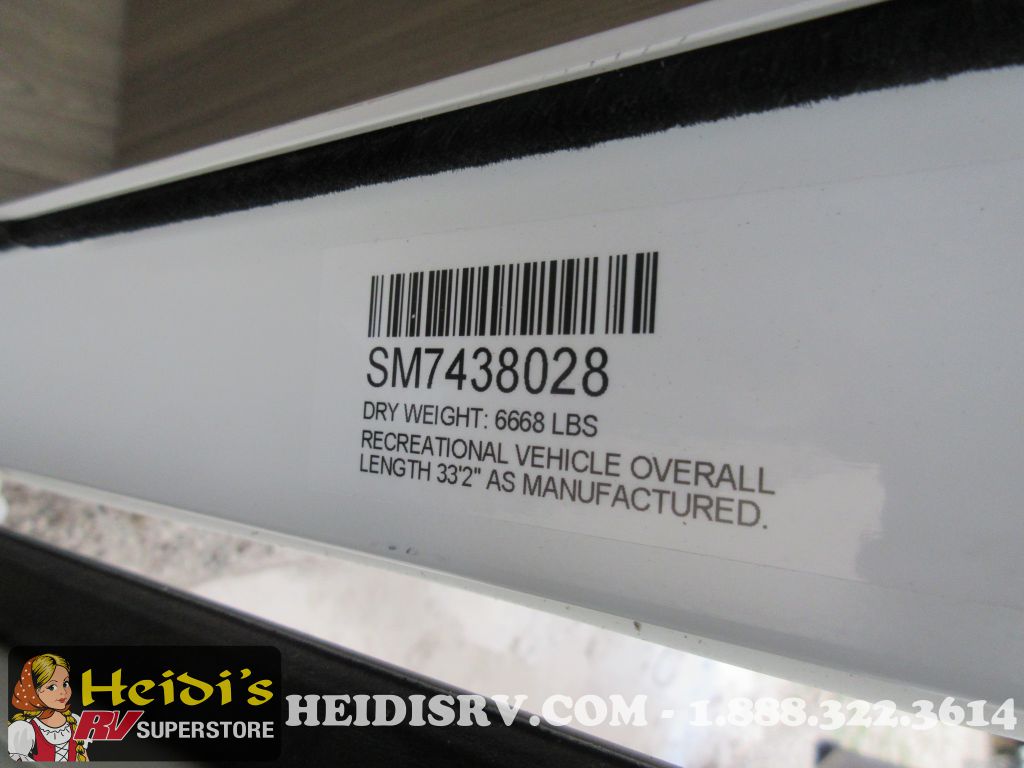 SM7438028
DRY WEIGHT: 6668 LBS
RECREATIONAL VEHICLE OVERALL
LENGTH 33'2" AS MANUFACTURED.
Heidi's
RV SUPERSTORE
HEIDISRV.COM - 1.888.322.3614